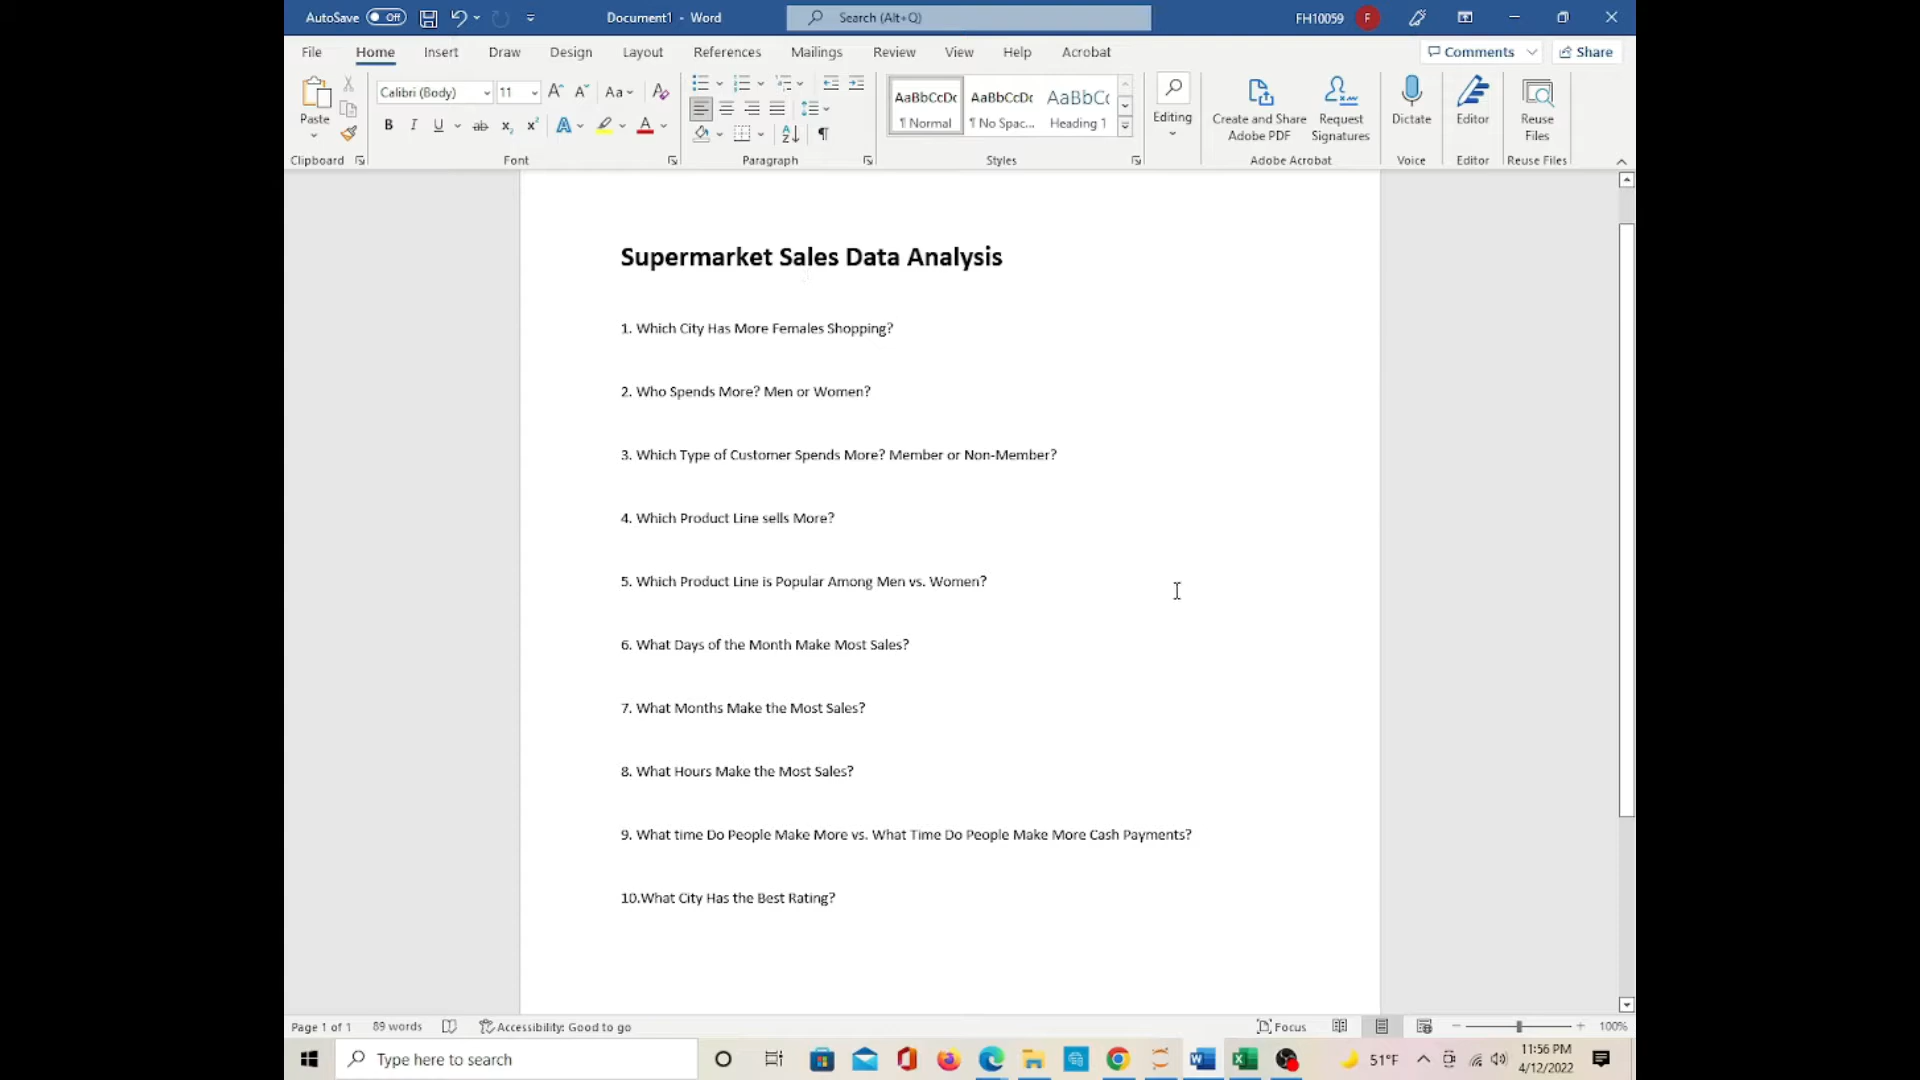 AutoSave Off Document1 - Word Search (Alt+Q) FH10059 F
File Home Insert Draw Design Layout References Mailings Review View Help Acrobat Comments Share
Paste
Clipboard
Calibri (Body) 11 Aa
B I U ab x₂ x² A A
Font
Paragraph
AaBbCcDc AaBbCcDc AaBbC
¶ Normal ¶ No Spac... Heading 1
Styles
Editing
Create and Share Adobe PDF
Request Signatures
Adobe Acrobat
Dictate
Voice
Editor
Editor
Reuse Files
Reuse Files
Supermarket Sales Data Analysis
1. Which City Has More Females Shopping?
2. Who Spends More? Men or Women?
3. Which Type of Customer Spends More? Member or Non-Member?
4. Which Product Line sells More?
5. Which Product Line is Popular Among Men vs. Women?
6. What Days of the Month Make Most Sales?
7. What Months Make the Most Sales?
8. What Hours Make the Most Sales?
9. What time Do People Make More vs. What Time Do People Make More Cash Payments?
10.What City Has the Best Rating?
Page 1 of 1 89 words Accessibility: Good to go Focus 100%
Type here to search 51°F 11:56 PM
4/12/2022